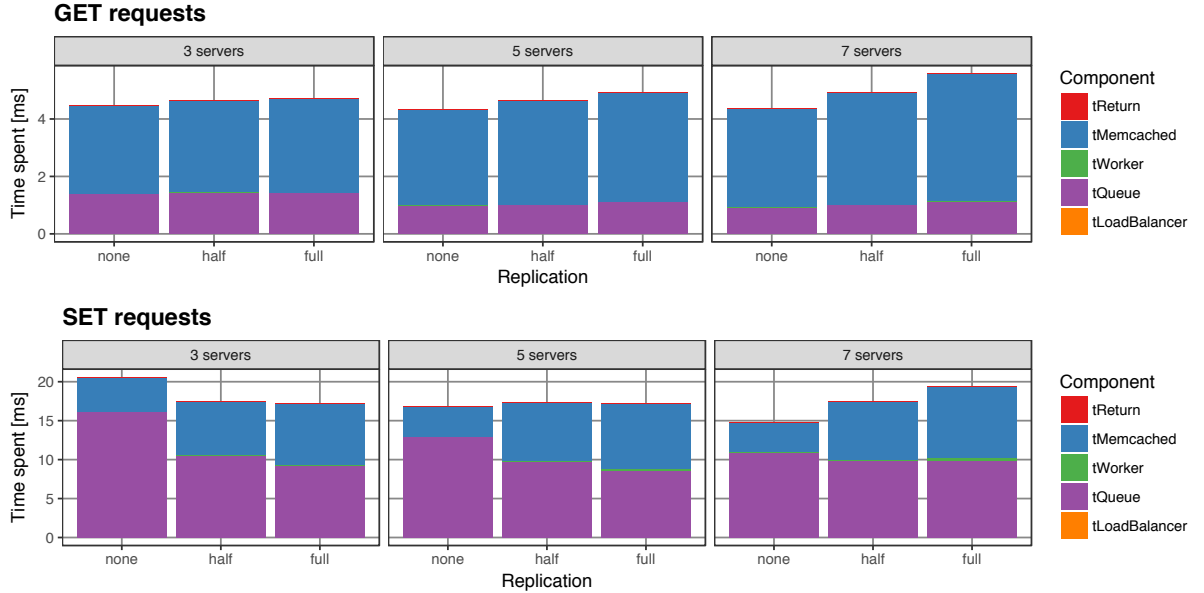 GET requests
3 servers
5 servers
7 servers
Time spent [ms]
4
2
0
none
half
full
none
half
full
none
half
full
Replication
Component
tReturn
tMemcached
tWorker
tQueue
tLoadBalancer
SET requests
3 servers
5 servers
7 servers
Time spent [ms]
20
15
10
5
0
none
half
full
none
half
full
none
half
full
Replication
Component
tReturn
tMemcached
tWorker
tQueue
tLoadBalancer